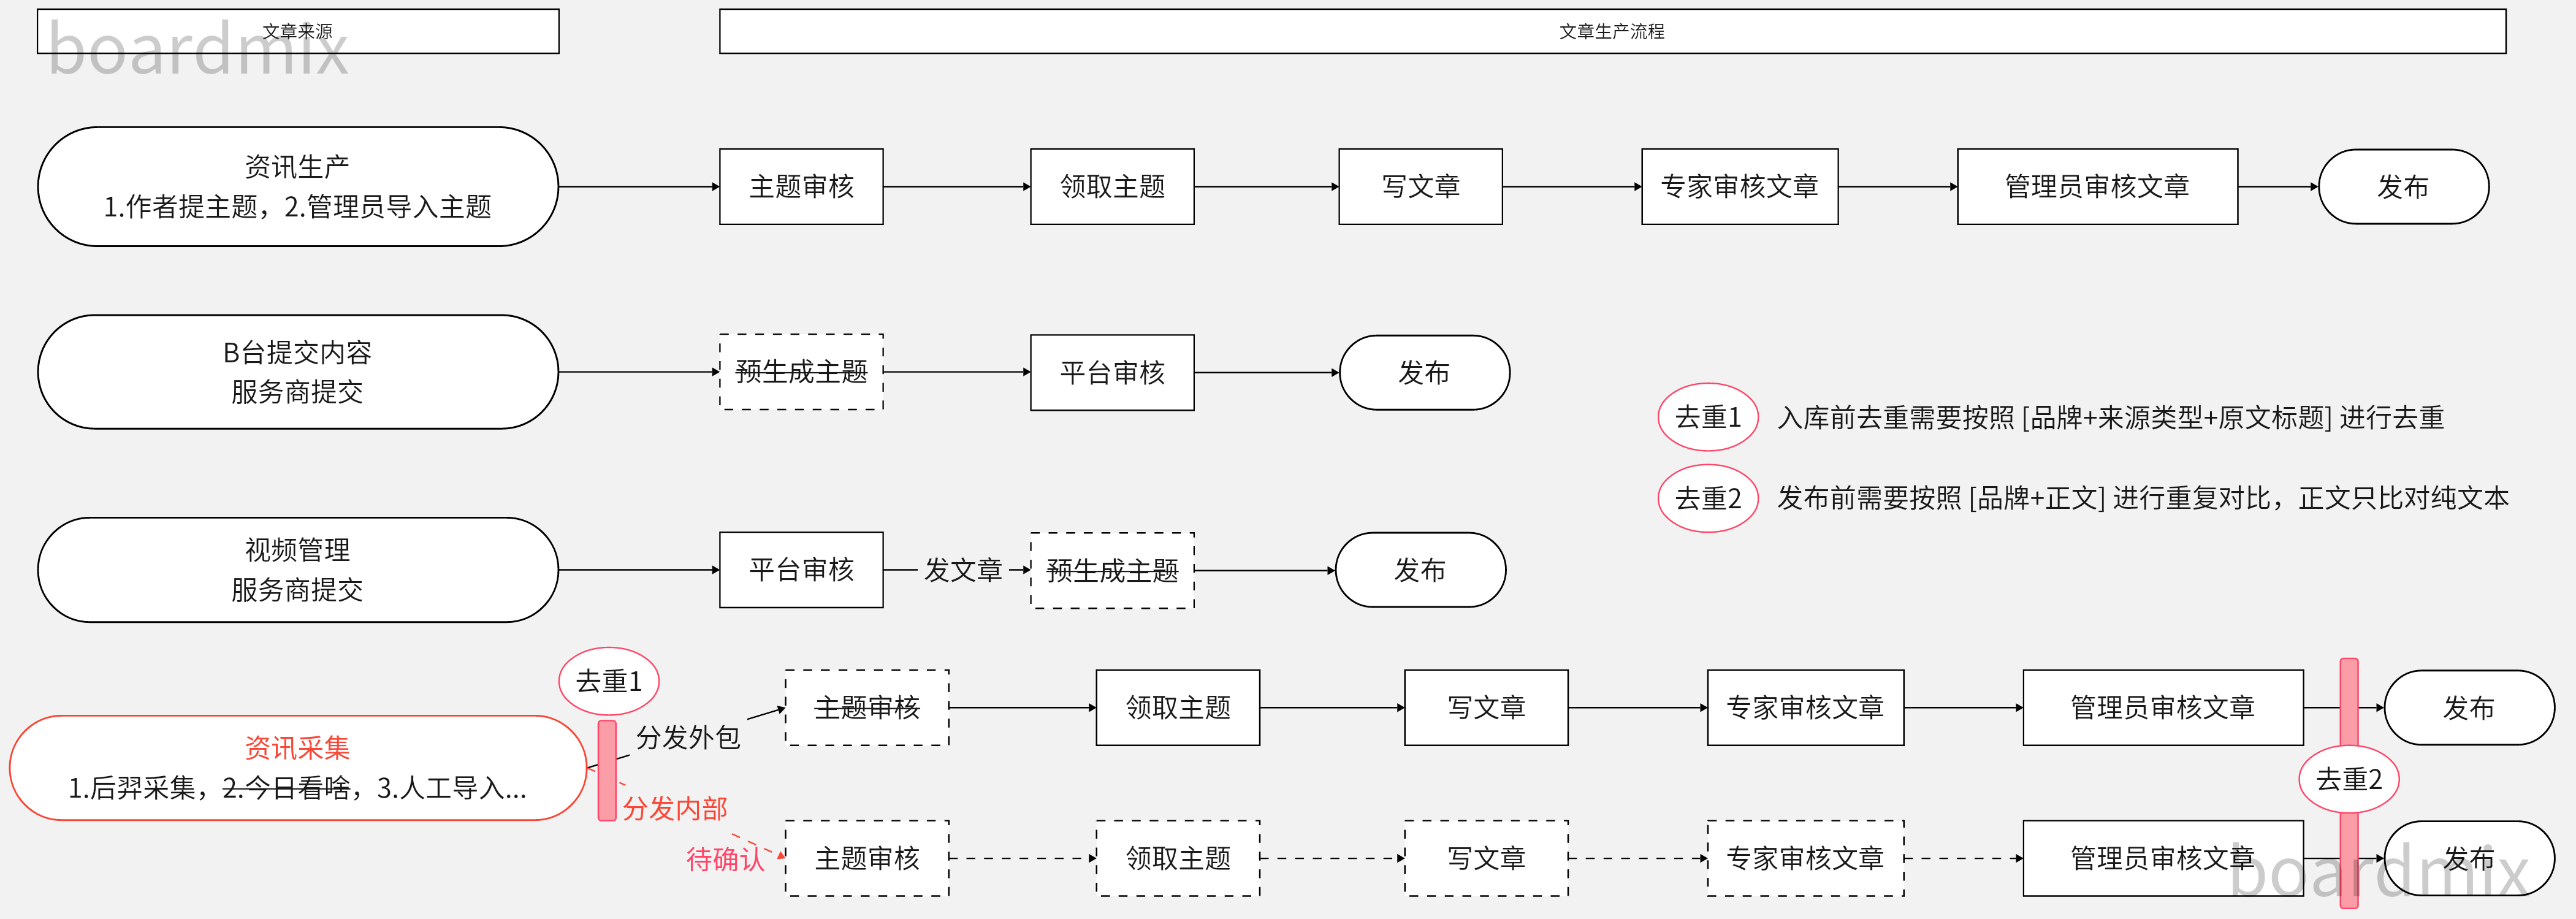 boardmix
文章来源
文章生产流程
资讯生产
1.作者提主题，2.管理员导入主题
主题审核
领取主题
写文章
专家审核文章
管理员审核文章
发布
B台提交内容
服务商提交
预生成主题
平台审核
发布
去重1
入库前去重需要按照 [品牌+来源类型+原文标题] 进行去重
去重2
发布前需要按照 [品牌+正文] 进行重复对比，正文只比对纯文本
视频管理
服务商提交
平台审核
发文章
预生成主题
发布
去重1
资讯采集
1.后羿采集，2.今日看啥，3.人工导入...
分发外包
主题审核
领取主题
写文章
专家审核文章
管理员审核文章
发布
去重2
分发内部
待确认
主题审核
领取主题
写文章
专家审核文章
管理员审核文章
发布
boardmix